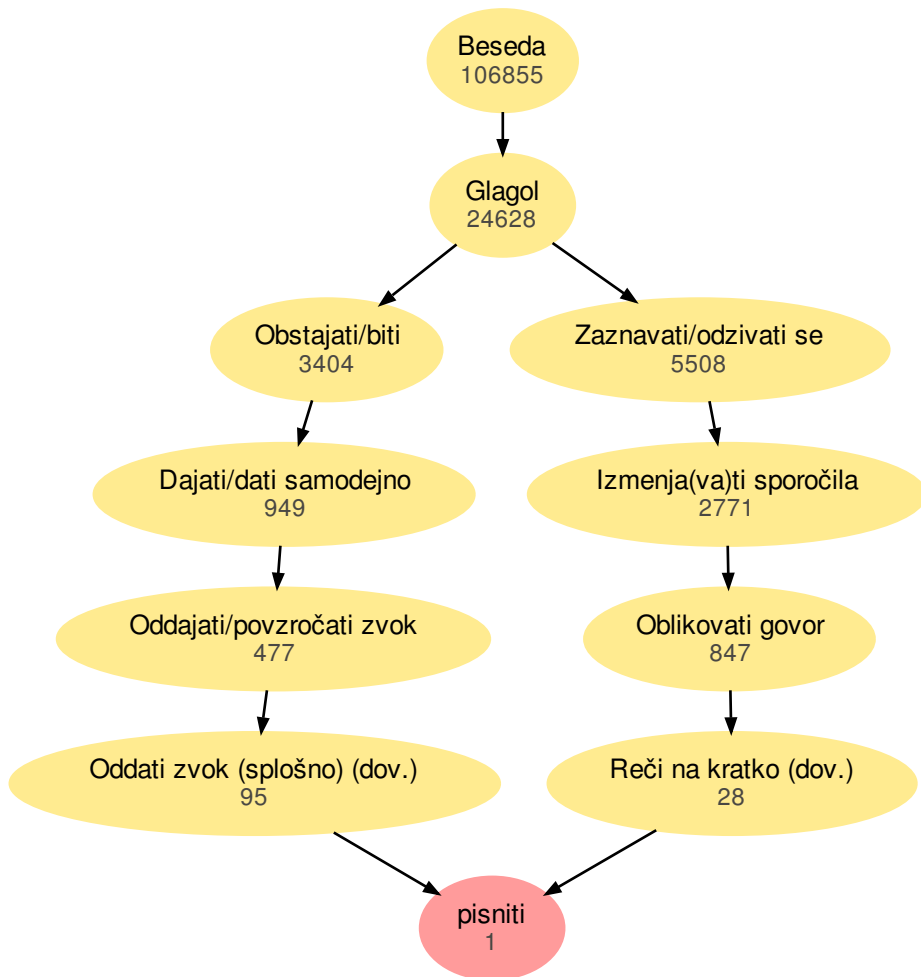 Beseda
106855
Glagol
24628
Obstajati/biti
3404
Zaznavati/odzivati se
5508
Dajati/dati samodejno
949
Izmenja(va)ti sporočila
2771
Oddajati/povzročati zvok
477
Oblikovati govor
847
Oddati zvok (splošno) (dov.)
95
Reči na kratko (dov.)
28
pisniti
1